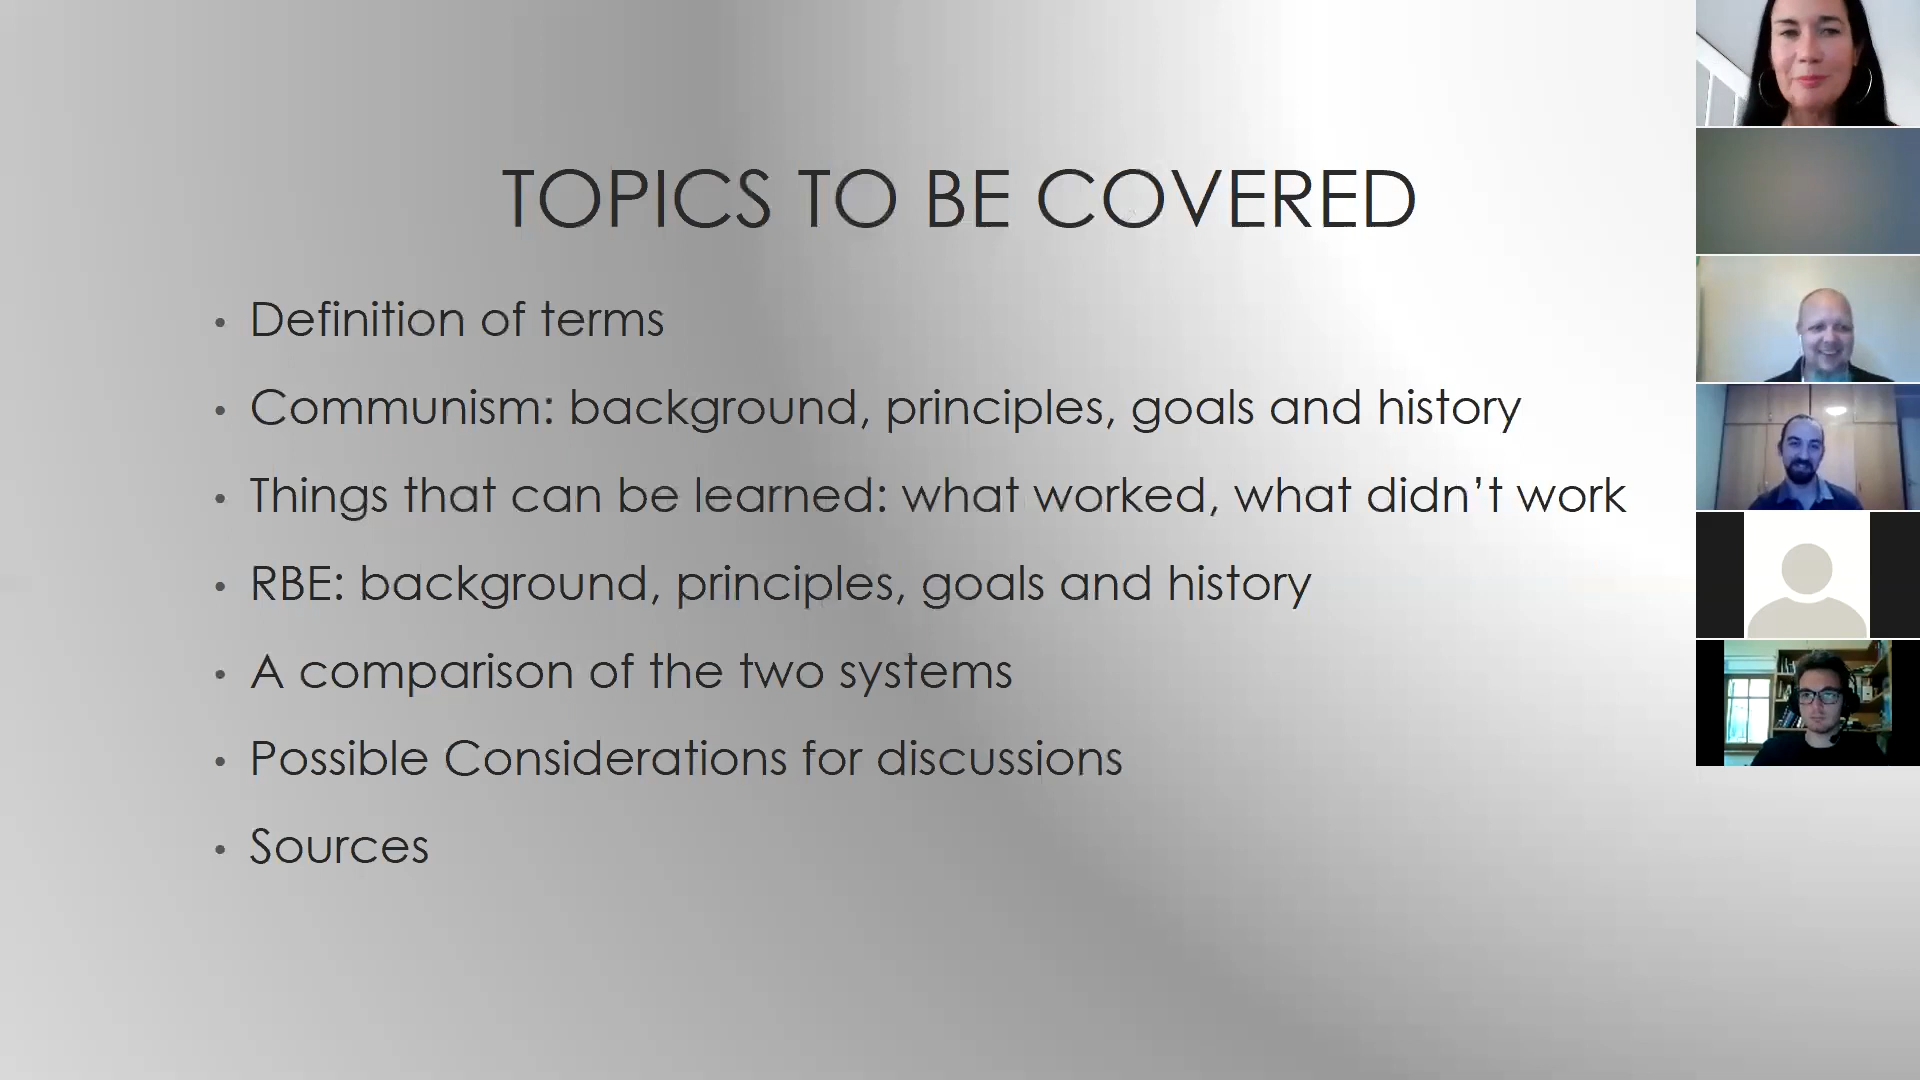 TOPICS TO BE COVERED
• Definition of terms
• Communism: background, principles, goals and history
• Things that can be learned: what worked, what didn’t work
• RBE: background, principles, goals and history
• A comparison of the two systems
• Possible Considerations for discussions
• Sources